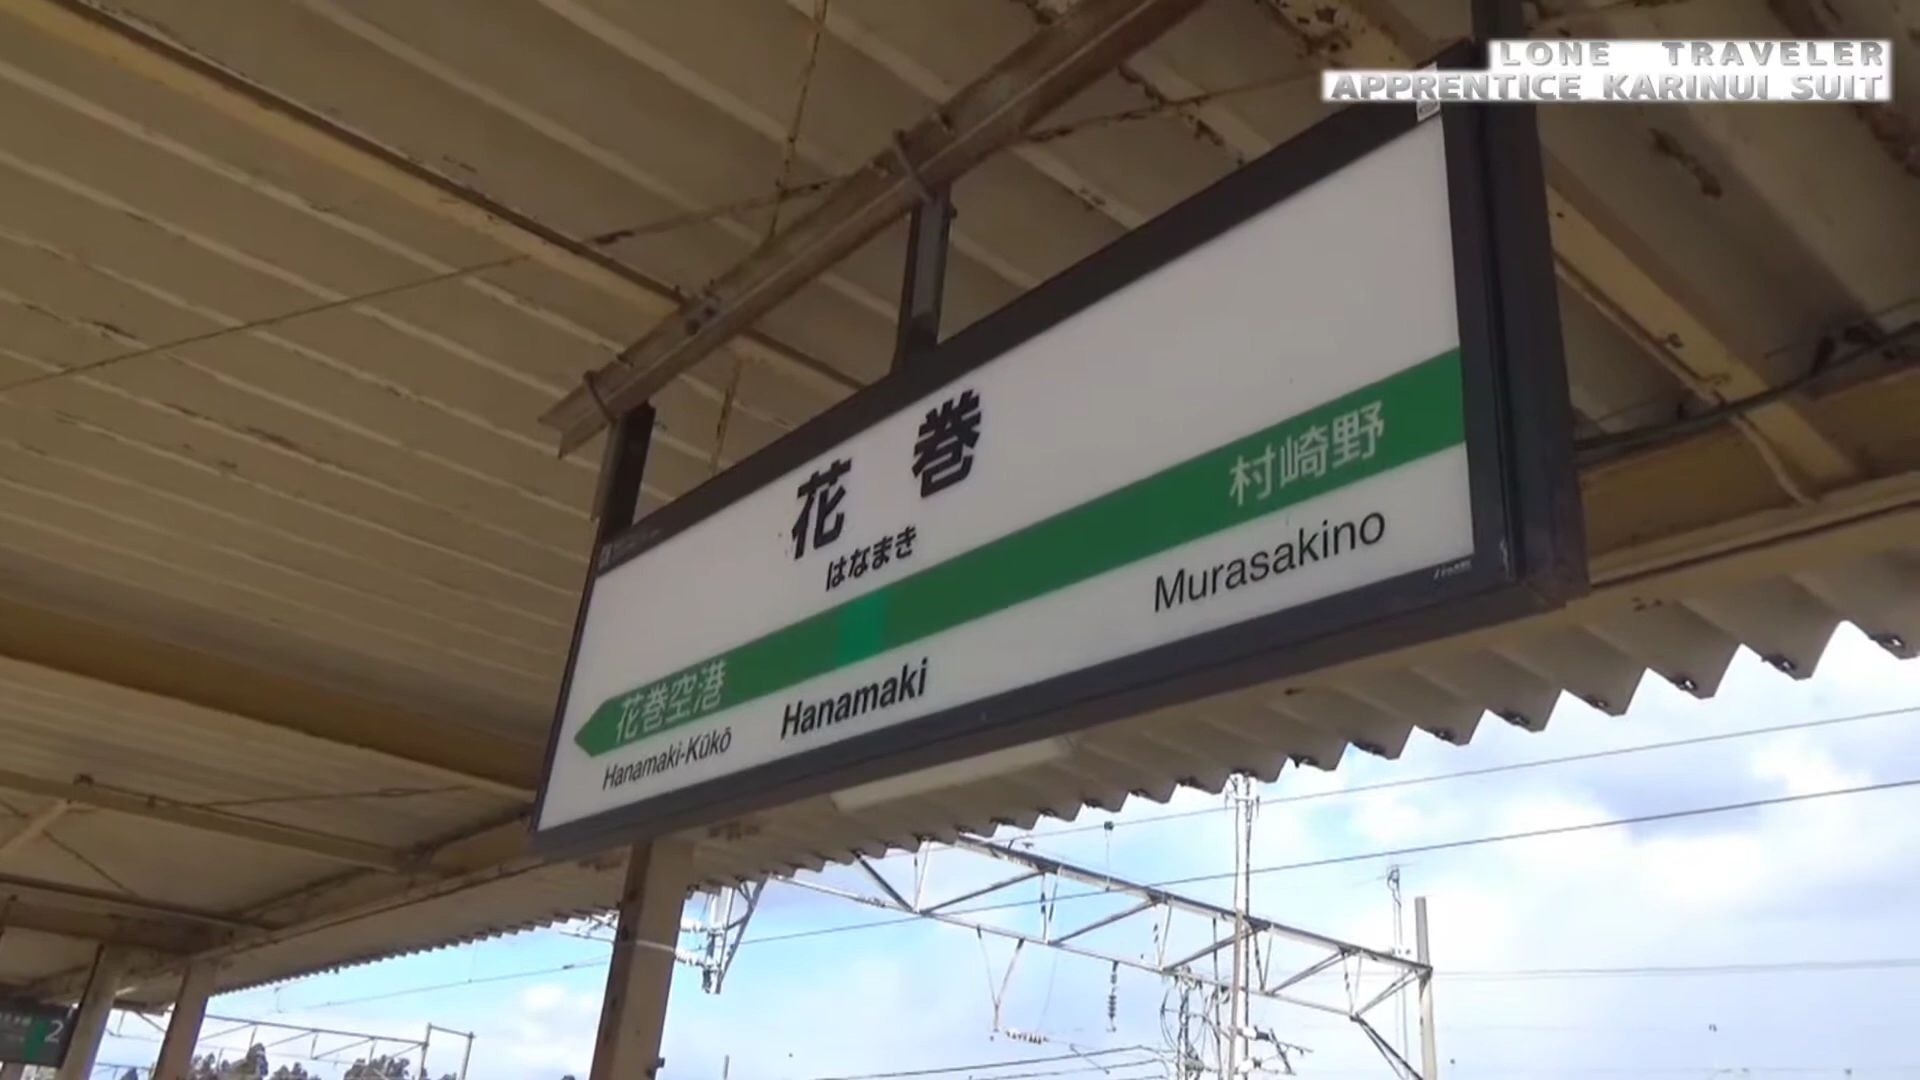 LONE TRAVELER
APPRENTICE KARINUI SUIT
花巻
はなまき
村崎野
Murasakino
花巻空港
Hanamaki-Kūkō
Hanamaki
2